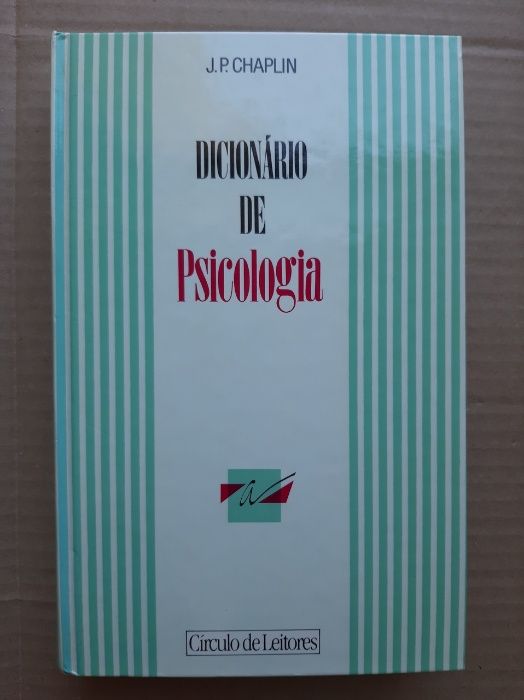 J.P. CHAPLIN
DICIONÁRIO
DE
Psicologia
a
Círculo de Leitores